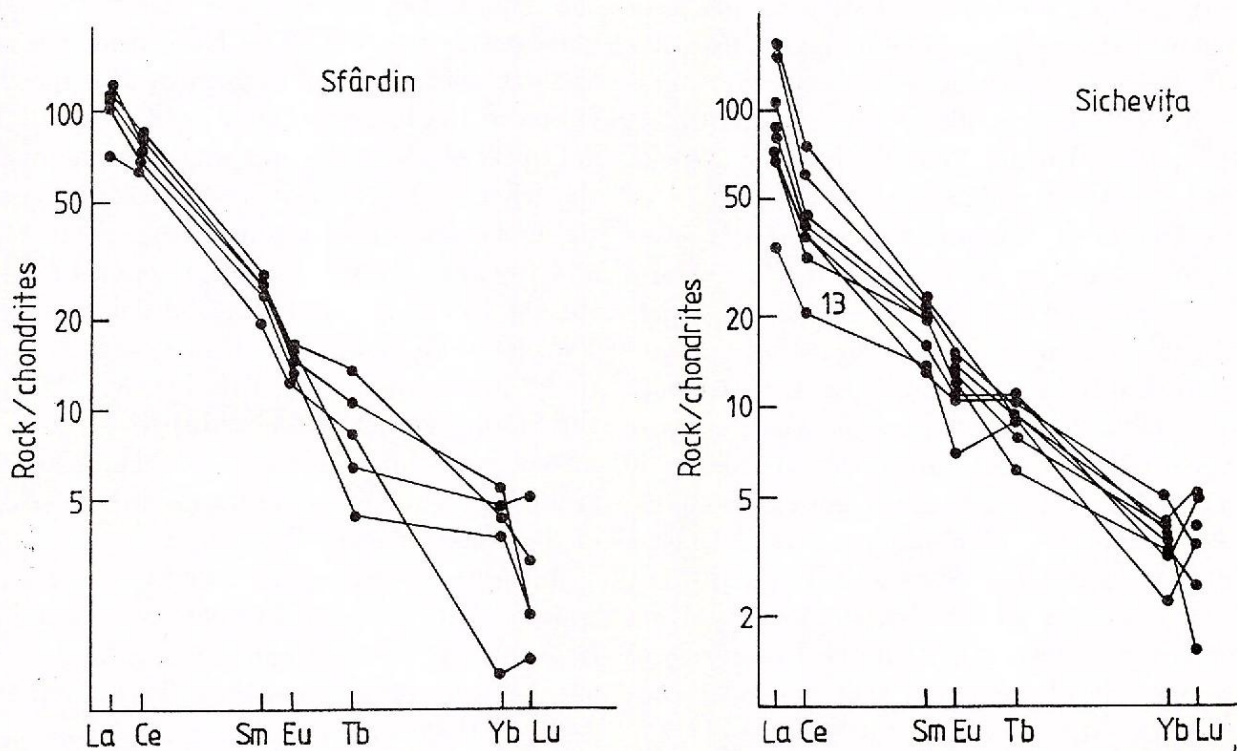 Sfârdin
Rock/chondrites
100
50
20
10
5
La Ce Sm Eu Tb Yb Lu
Sichevița
Rock/chondrites
100
50
20
10
5
2
13
La Ce Sm Eu Tb Yb Lu